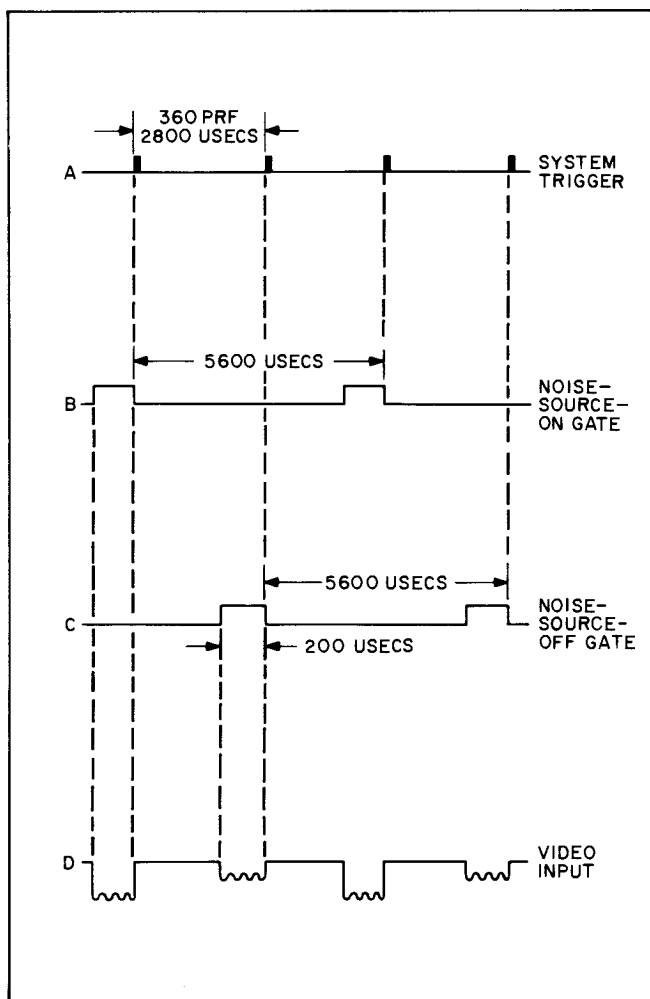 360 PRF
2800 USECS
A
SYSTEM
TRIGGER
5600 USECS
B
NOISE-
SOURCE-
ON GATE
5600 USECS
C
NOISE-
SOURCE-
OFF GATE
200 USECS
D
VIDEO
INPUT